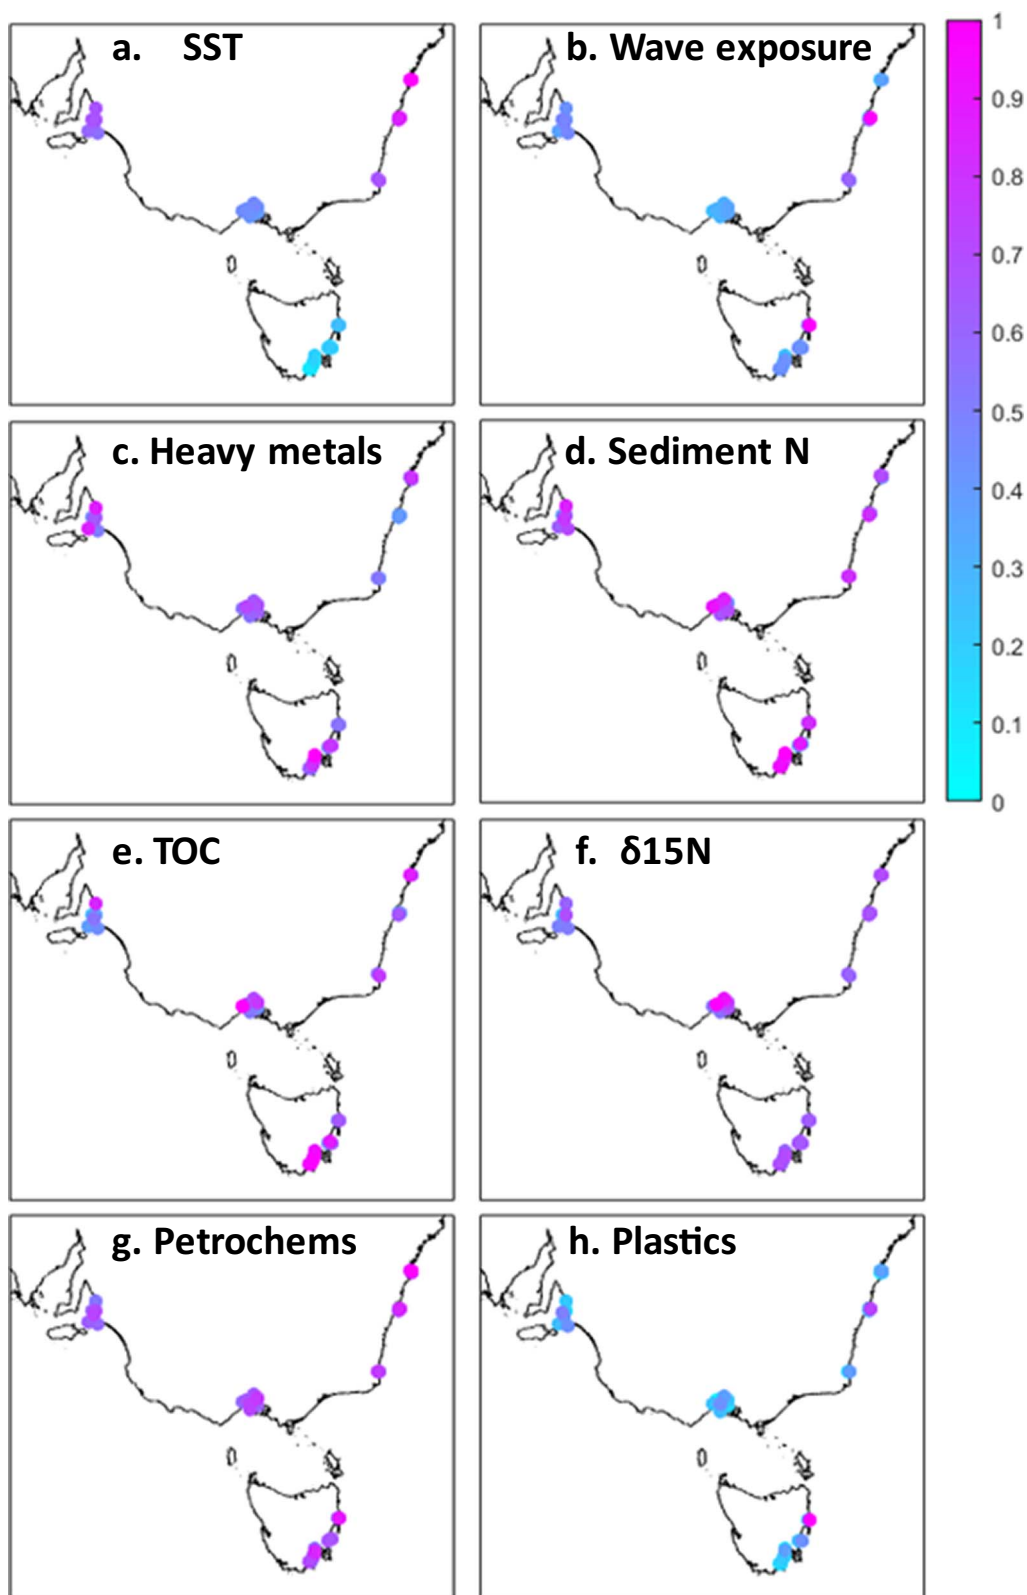 a. SST
b. Wave exposure
1
0.9
0.8
0.7
0.6
0.5
0.4
0.3
0.2
0.1
0
c. Heavy metals
d. Sediment N
e. TOC
f. δ15N
g. Petrochems
h. Plastics